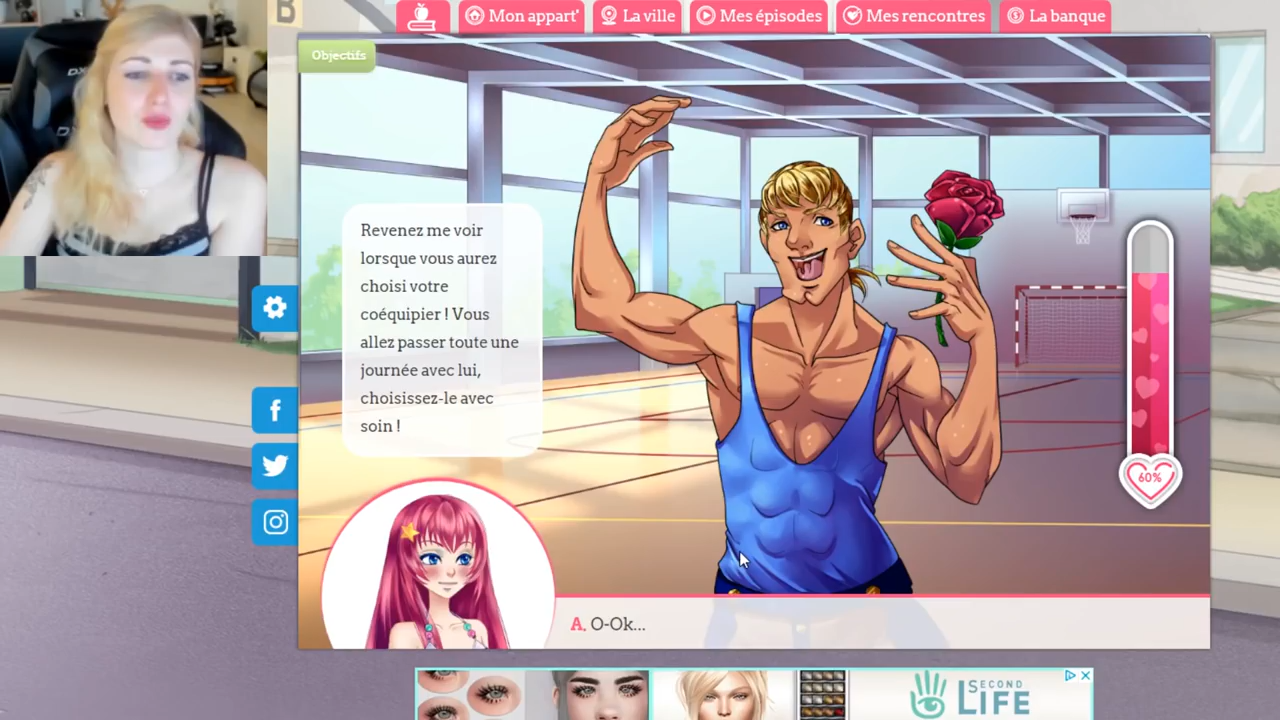 B
Mon appart'
La ville
Mes épisodes
Mes rencontres
La banque
Objectifs
Revenez me voir
lorsque vous aurez
choisi votre
coéquipier ! Vous
allez passer toute une
journée avec lui,
choisissez-le avec
soin !
60%
A. O-Ok...
SECOND
LIFE